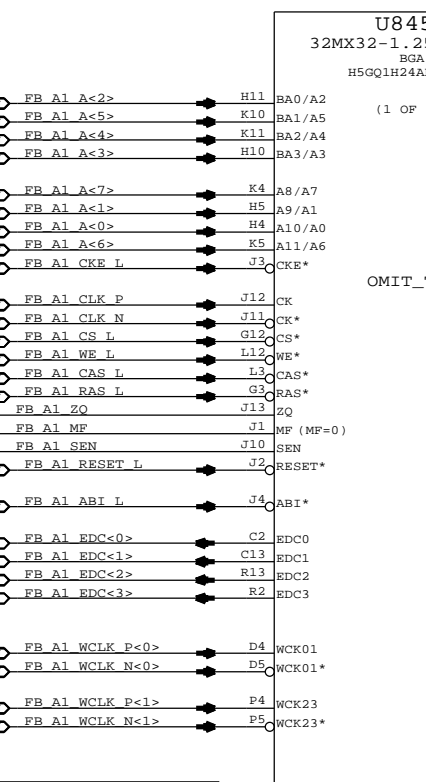 U845
32MX32-1.25
BGA
H5GQ1H24A
(1 OF
FB_A1_A<2> H11 BA0/A2
FB_A1_A<5> K10 BA1/A5
FB_A1_A<4> K11 BA2/A4
FB_A1_A<3> H10 BA3/A3
FB_A1_A<7> K4 A8/A7
FB_A1_A<1> H5 A9/A1
FB_A1_A<0> H4 A10/A0
FB_A1_A<6> K5 A11/A6
FB_A1_CKE_L J3 CKE*
OMIT_T
FB_A1_CLK_P J12 CK
FB_A1_CLK_N J11 CK*
FB_A1_CS_L G12 CS*
FB_A1_WE_L L12 WE*
FB_A1_CAS_L L3 CAS*
FB_A1_RAS_L G3 RAS*
FB_A1_ZQ J13 ZQ
FB_A1_MF J1 MF(MF=0)
FB_A1_SEN J10 SEN
FB_A1_RESET_L J2 RESET*
FB_A1_ABI_L J4 ABI*
FB_A1_EDC<0> C2 EDC0
FB_A1_EDC<1> C13 EDC1
FB_A1_EDC<2> R13 EDC2
FB_A1_EDC<3> R2 EDC3
FB_A1_WCLK_P<0> D4 WCK01
FB_A1_WCLK_N<0> D5 WCK01*
FB_A1_WCLK_P<1> P4 WCK23
FB_A1_WCLK_N<1> P5 WCK23*